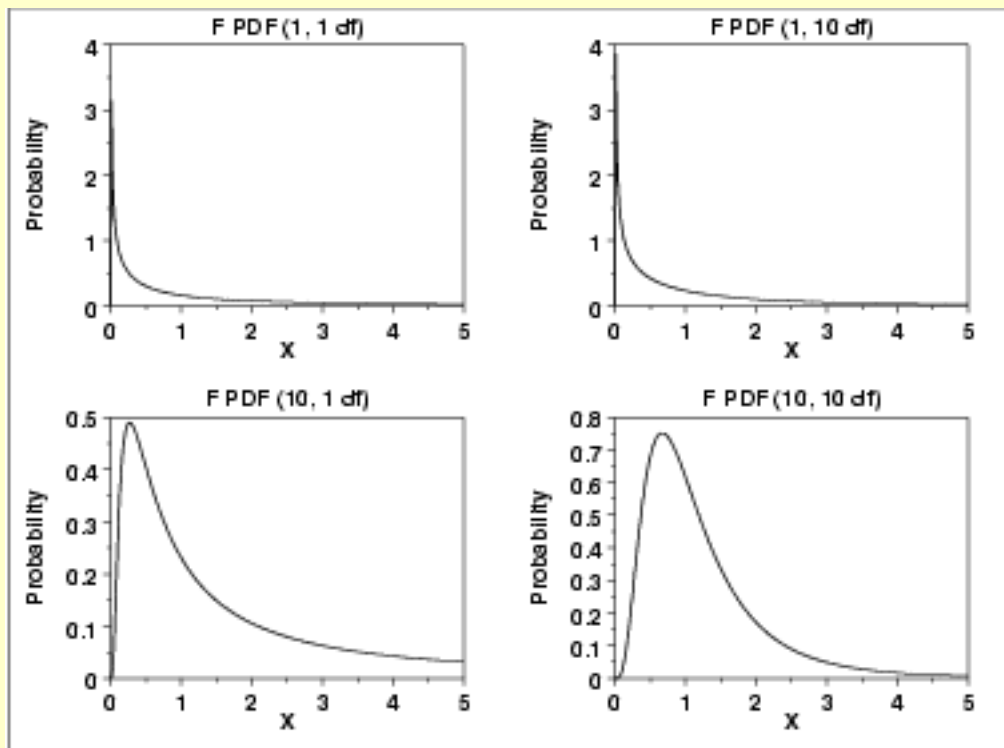 F PDF (1, 1 df)
4
3
2
1
0
Probability
0 1 2 3 4 5
X
F PDF (1, 10 df)
4
3
2
1
0
Probability
0 1 2 3 4 5
X
F PDF (10, 1 df)
0.5
0.4
0.3
0.2
0.1
0
Probability
0 1 2 3 4 5
X
F PDF (10, 10 df)
0.8
0.7
0.6
0.5
0.4
0.3
0.2
0.1
0
Probability
0 1 2 3 4 5
X